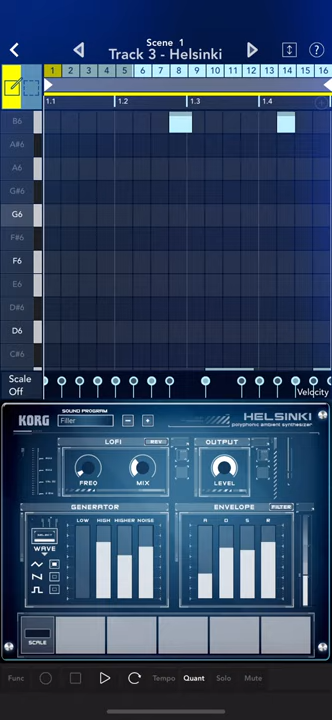 Scene 1
Track 3 - Helsinki
?
1 2 3 4 5 6 7 8 9 10 11 12 13 14 15 16
1.1 1.2 1.3 1.4
B6
A#6
A6
G#6
G6
F#6
F6
E6
D#6
D6
C#6
Scale
Off
Velocity
KORG
SOUND PROGRAM
Filler
HELSINKI
polyphonic ambient synthesizer
LOFI
REV
OUTPUT
FREQ
MIX
LEVEL
GENERATOR
ENVELOPE
FILTER
SELECT
WAVE
LOW HIGH HIGHER NOISE
A D S R
SCALE
Func
Tempo
Quant
Solo
Mute